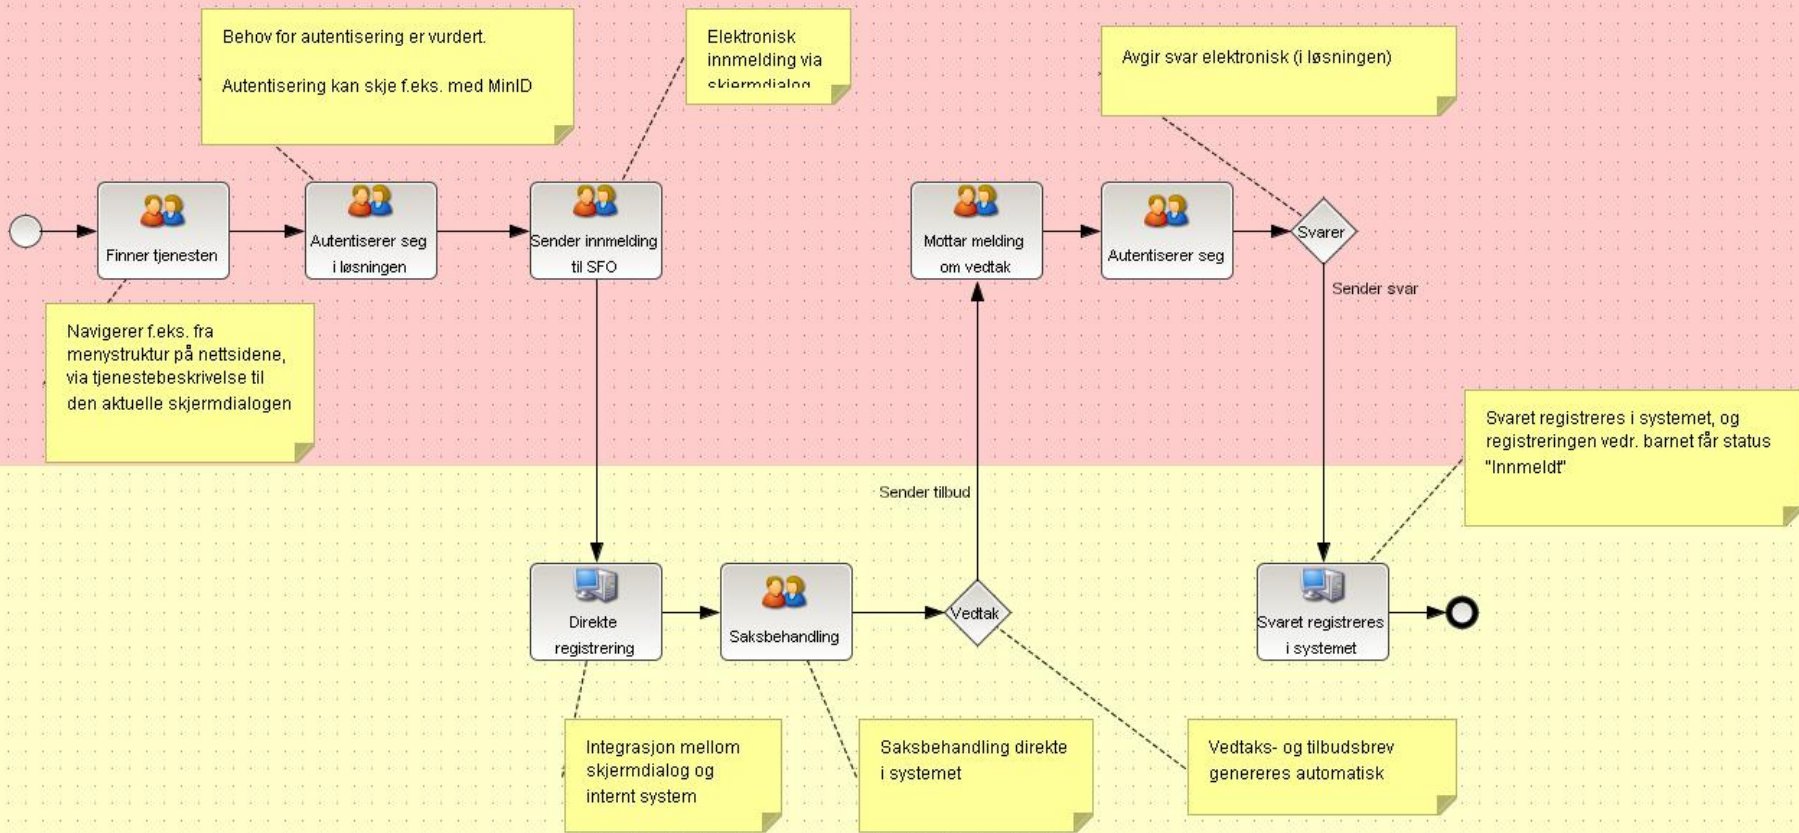 Behov for autentisering er vurdert.
Autentisering kan skje f.eks. med MinID
Elektronisk
innmelding via
skjermdialog
Avgir svar elektronisk (i løsningen)
Finner tjenesten
Autentiserer seg
i løsningen
Sender innmelding
til SFO
Mottar melding
om vedtak
Autentiserer seg
Svarer
Sender svar
Navigerer f.eks. fra
menystruktur på nettsidene,
via tjenestebeskrivelse til
den aktuelle skjermdialogen
Svaret registreres i systemet, og
registreringen vedr. barnet får status
"Innmeldt"
Sender tilbud
Direkte
registrering
Saksbehandling
Vedtak
Svaret registreres
i systemet
Integrasjon mellom
skjermdialog og
internt system
Saksbehandling direkte
i systemet
Vedtaks- og tilbudsbrev
genereres automatisk